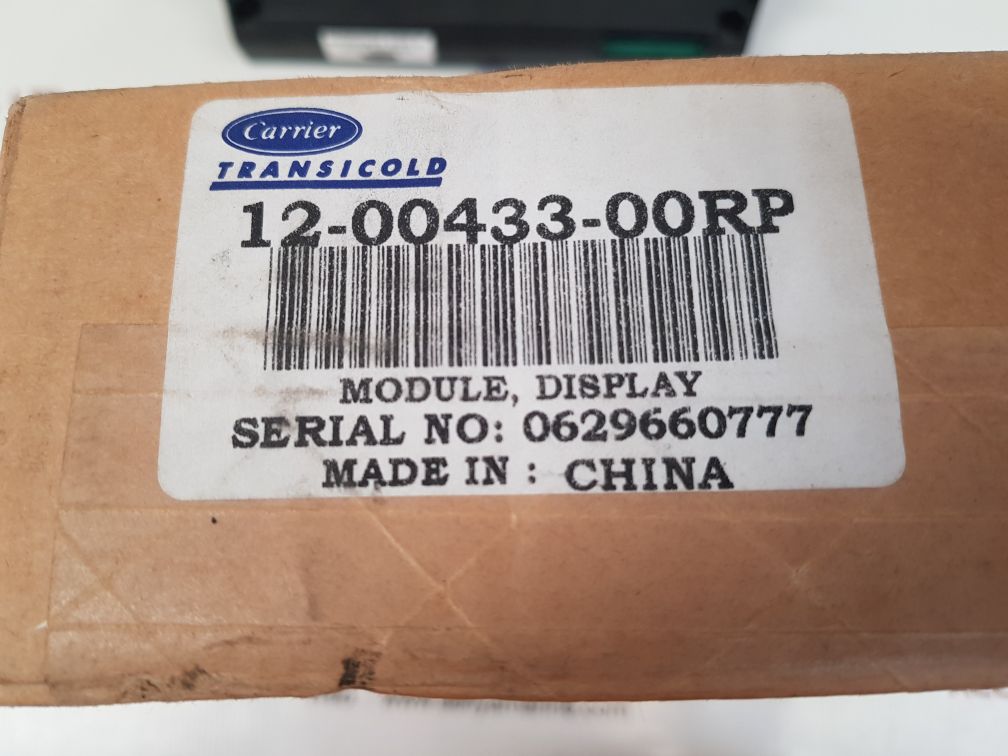 Carrier
TRANSICOLD
12-00433-00RP
MODULE, DISPLAY
SERIAL NO: 0629660777
MADE IN : CHINA